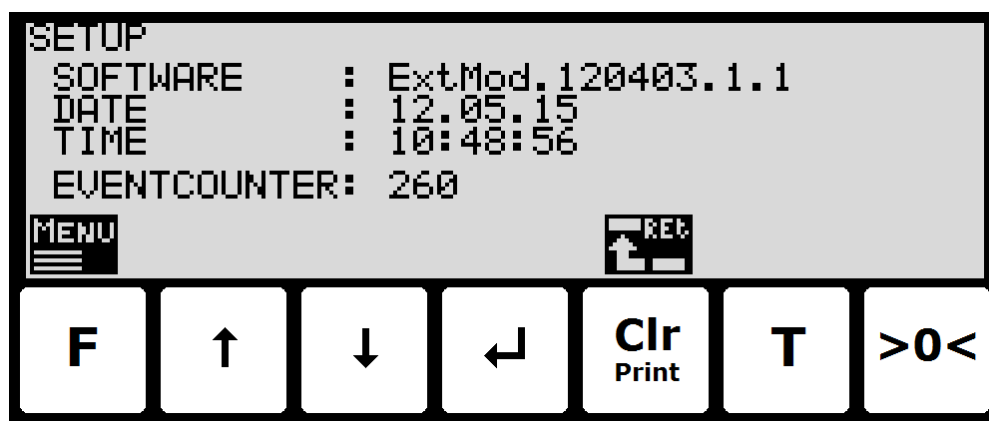 SETUP
SOFTWARE : ExtMod.120403.1.1
DATE : 12.05.15
TIME : 10:48:56
EVENTCOUNTER: 260
MENU
REt
F ↑ ↓ ↵ Clr T >0<
Print